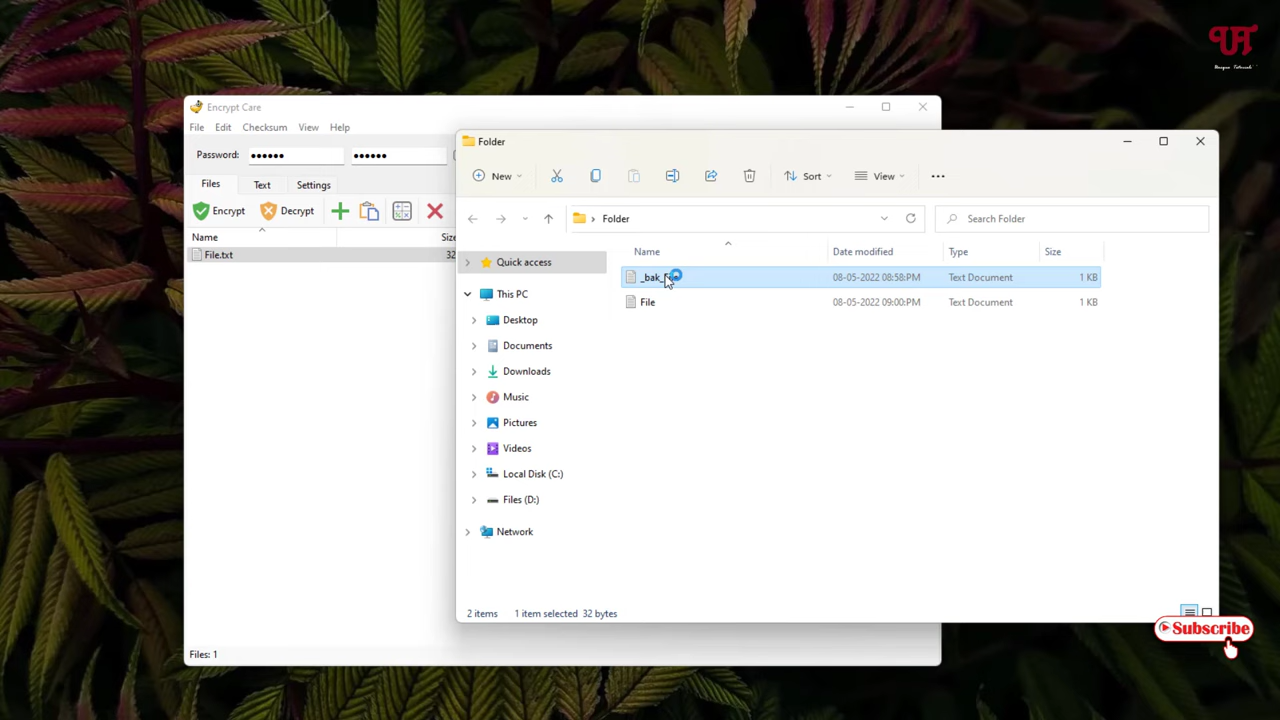 Encrypt Care
File Edit Checksum View Help
Password: •••••• ••••••
Files Text Settings
Encrypt Decrypt
Name Size
File.txt 32
Files: 1
Folder
New Sort View
Folder
Search Folder
Name Date modified Type Size
08-05-2022 08:58:PM Text Document 1 KB
File 08-05-2022 09:00:PM Text Document 1 KB
Quick access
This PC
Desktop
Documents
Downloads
Music
Pictures
Videos
Local Disk (C:)
Files (D:)
Network
2 items 1 item selected 32 bytes
Subscribe